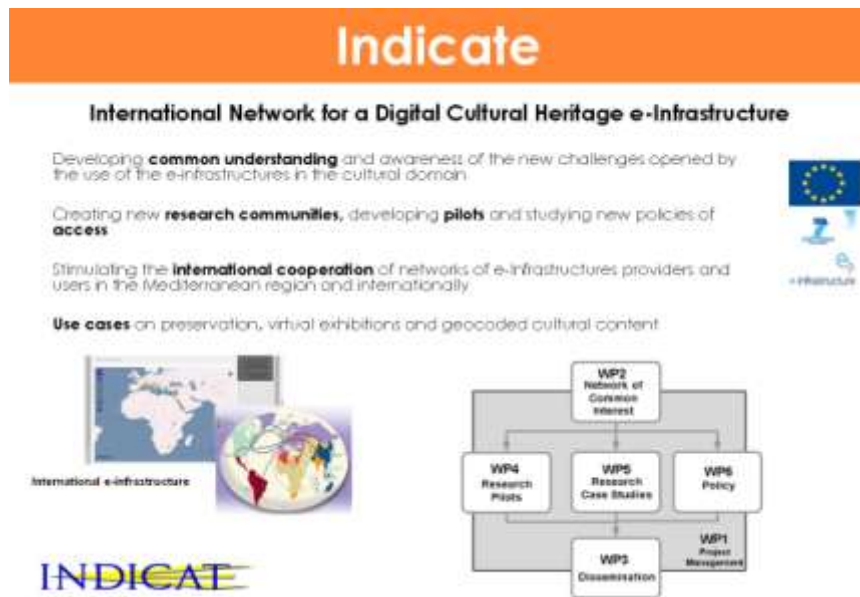 Indicate
International Network for a Digital Cultural Heritage e-Infrastructure
Developing common understanding and awareness of the new challenges opened by
the use of the e-infrastructures in the cultural domain
Creating new research communities, developing pilots and studying new policies of
access
Stimulating the international cooperation of networks of e-Infrastructures providers and
users in the Mediterranean region and internationally
Use cases on preservation, virtual exhibitions and geocoded cultural content
e-infrastructure
International e-infrastructure
WP2
Network of
Common
Interest
WP4
Research
Pilots
WP5
Research
Case Studies
WP6
Policy
WP1
Project
Management
WP3
Dissemination
INDICAT